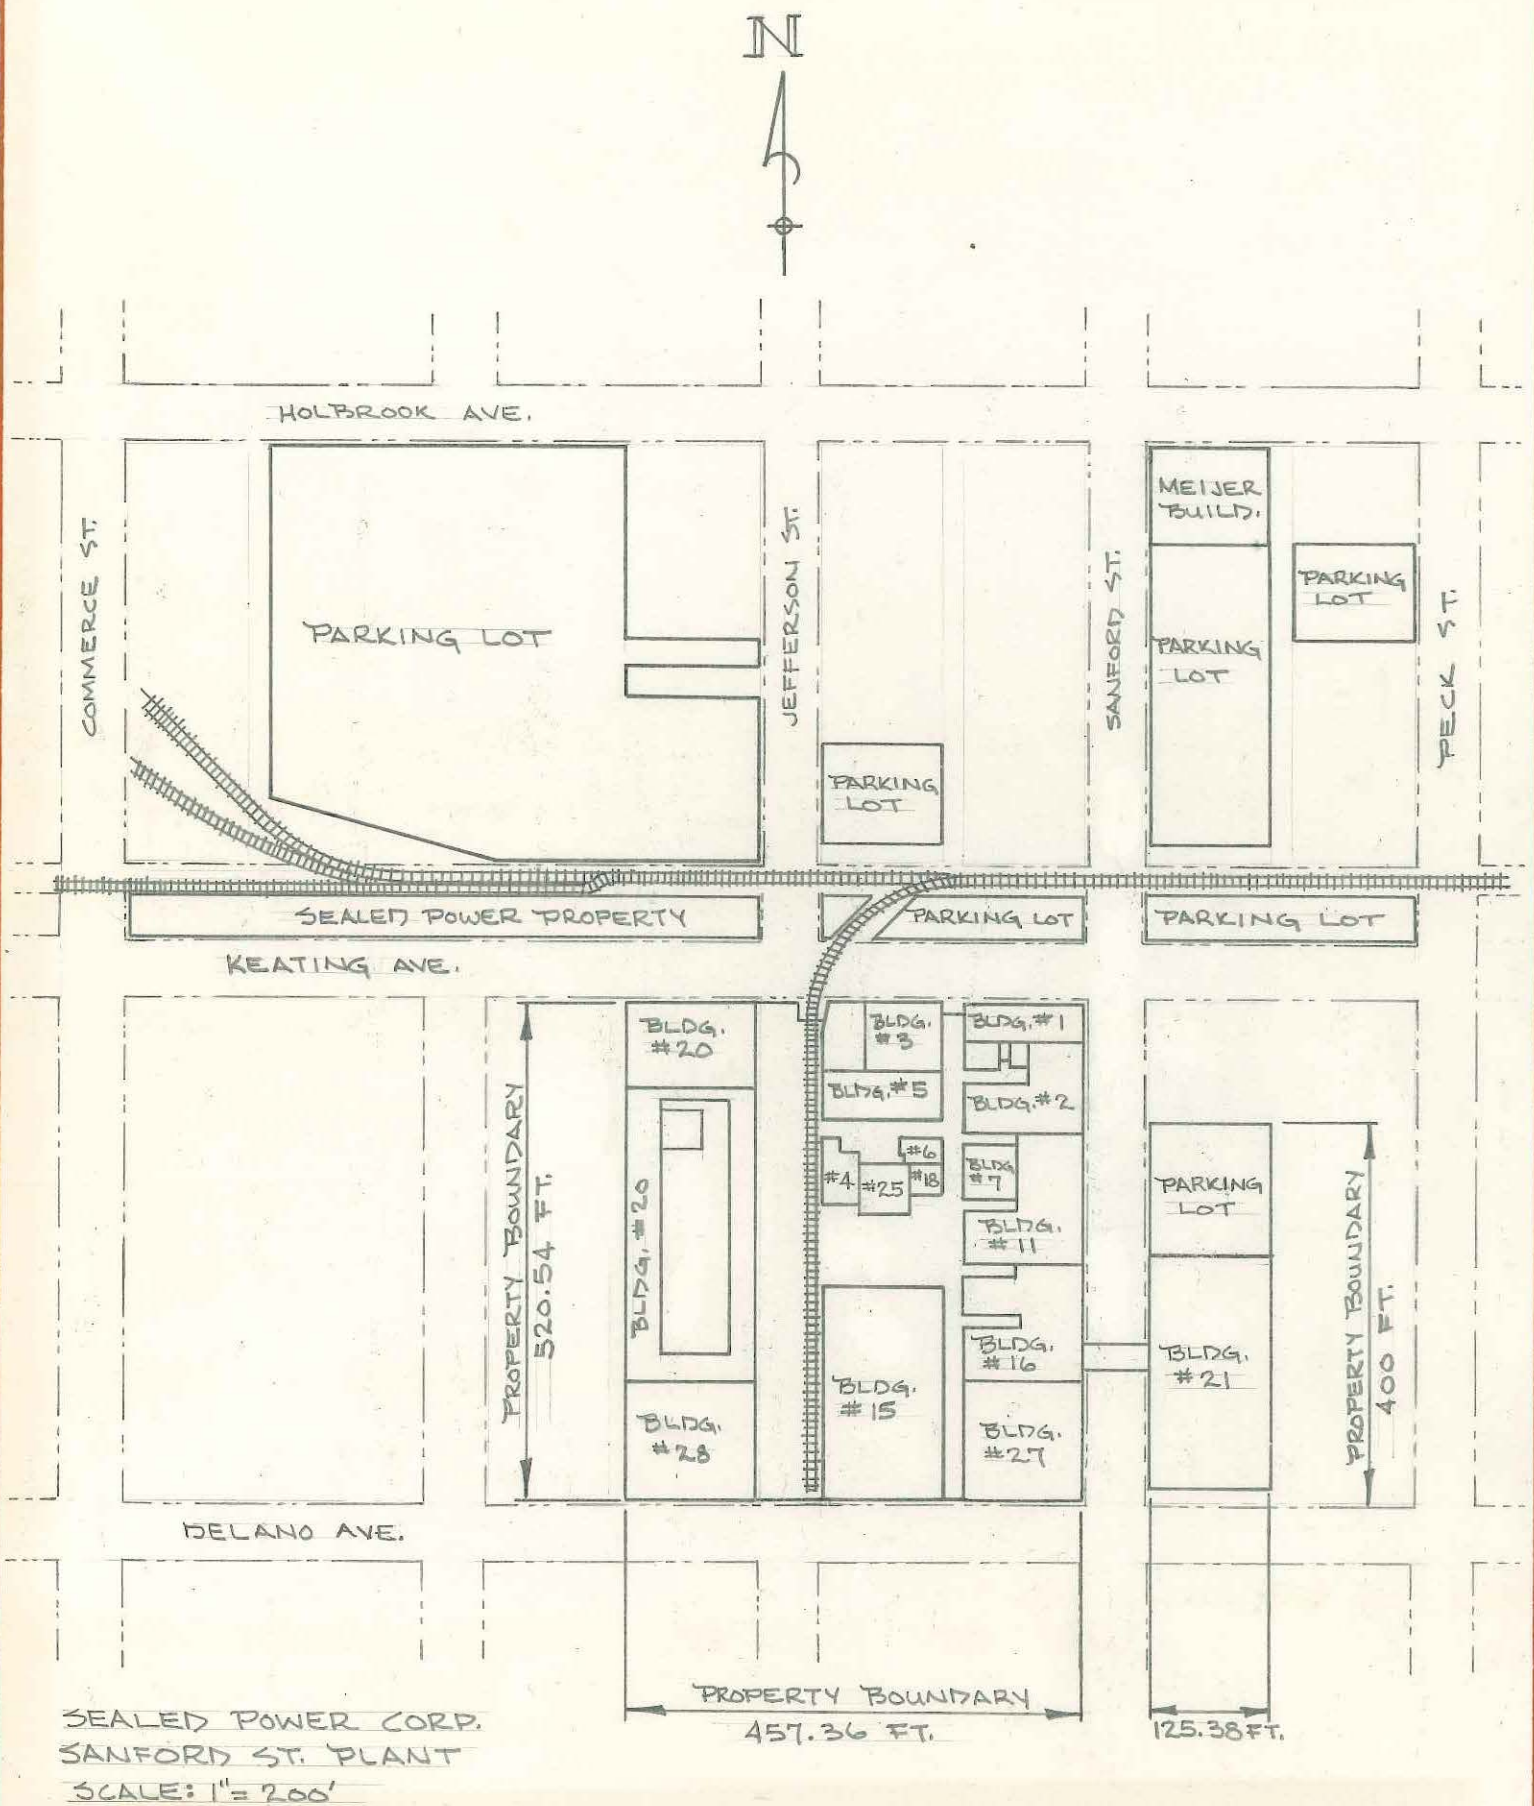 N
HOLBROOK AVE.
COMMERCE ST.
JEFFERSON ST.
SANFORD ST.
PECK ST.
MEIJER
BUILD.
PARKING
LOT
PARKING LOT
PARKING
LOT
PARKING
LOT
SEALED POWER PROPERTY
PARKING LOT
PARKING LOT
KEATING AVE.
BLDG.
#20
BLDG.
#3
BLDG. #1
BLDG. #5
BLDG. #2
#6
#4
#25
#18
BLDG
#7
PARKING
LOT
BLDG.
#11
PROPERTY BOUNDARY
520.54 FT.
BLDG. #20
BLDG.
#16
BLDG.
#21
PROPERTY BOUNDARY
400 FT.
BLDG.
#15
BLDG.
#28
BLDG.
#27
DELANO AVE.
PROPERTY BOUNDARY
457.36 FT.
125.38 FT.
SEALED POWER CORP.
SANFORD ST. PLANT
SCALE: 1"= 200'